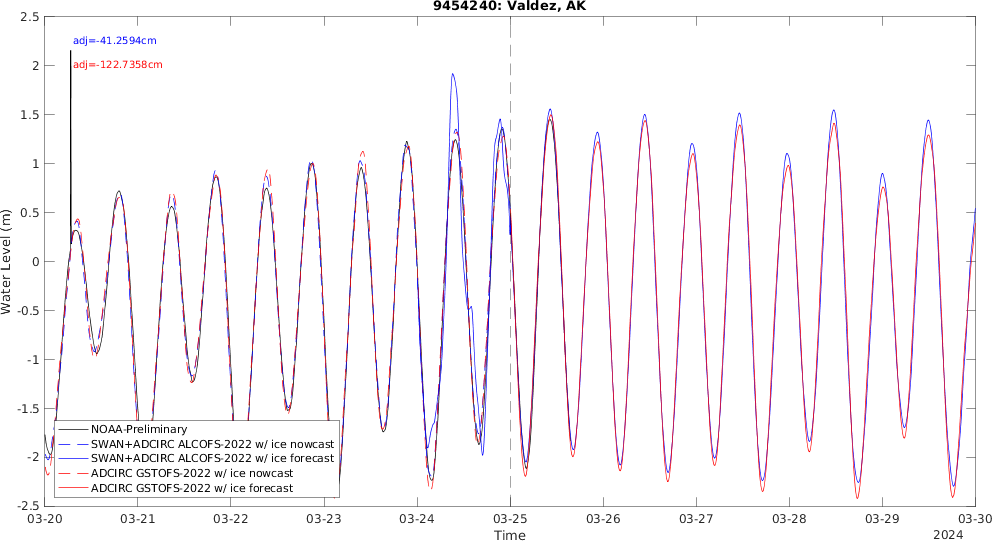 9454240: Valdez, AK
adj=-41.2594cm
adj=-122.7358cm
Water Level (m)
2.5
2
1.5
1
0.5
0
-0.5
-1
-1.5
-2
-2.5
NOAA-Preliminary
SWAN+ADCIRC ALCOFS-2022 w/ ice nowcast
SWAN+ADCIRC ALCOFS-2022 w/ ice forecast
ADCIRC GSTOFS-2022 w/ ice nowcast
ADCIRC GSTOFS-2022 w/ ice forecast
03-20 03-21 03-22 03-23 03-24 03-25 03-26 03-27 03-28 03-29 03-30
Time
2024